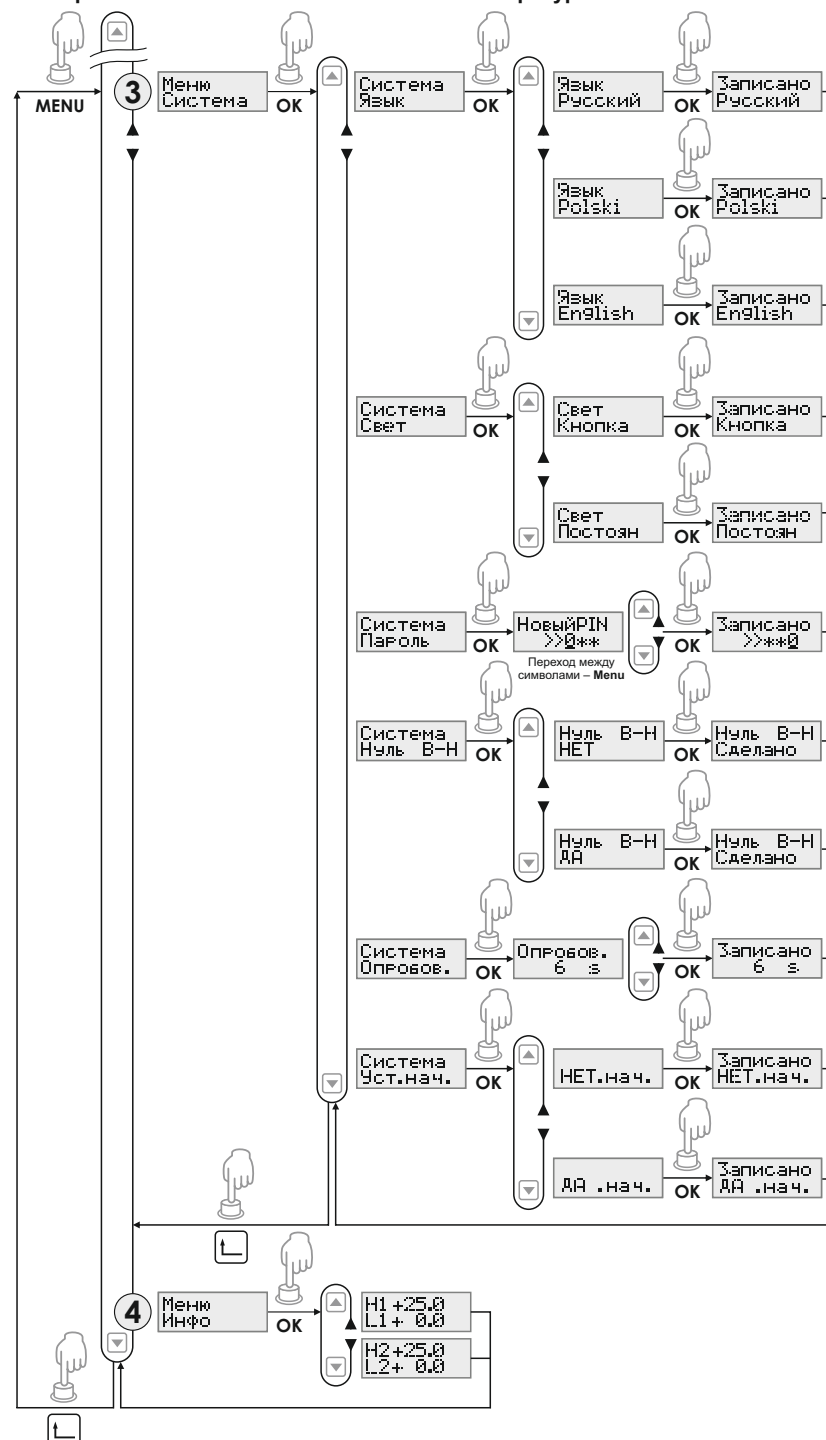 MENU
3
Меню
Система
OK
Система
Язык
OK
Язык
Русский
OK
Записано
Русский
Язык
Polski
OK
Записано
Polski
Язык
English
OK
Записано
English
Система
Свет
OK
Свет
Кнопка
OK
Записано
Кнопка
Свет
Постоян
OK
Записано
Постоян
Система
Пароль
OK
НовыйPIN
>>0**
Переход между
символами – Menu
OK
Записано
>>**0
Система
Нуль В-Н
OK
Нуль В-Н
НЕТ
OK
Нуль В-Н
Сделано
Нуль В-Н
ДА
OK
Нуль В-Н
Сделано
Система
Опробов.
OK
Опробов.
6 s
OK
Записано
6 s
Система
Уст.нач.
OK
НЕТ.нач.
OK
Записано
НЕТ.нач.
ДА .нач.
OK
Записано
ДА .нач.
4
Меню
Инфо
OK
H1+25.0
L1+ 0.0
H2+25.0
L2+ 0.0